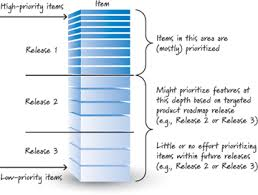 High-priority items
Item
Release 1
Items in this area are
(mostly) prioritized
Release 2
Might prioritize features at
this depth based on targeted
product roadmap release
(e.g., Release 2 or Release 3)
Release 3
Little or no effort prioritizing
items within future releases
(e.g., Release 2 or Release 3)
Low-priority items